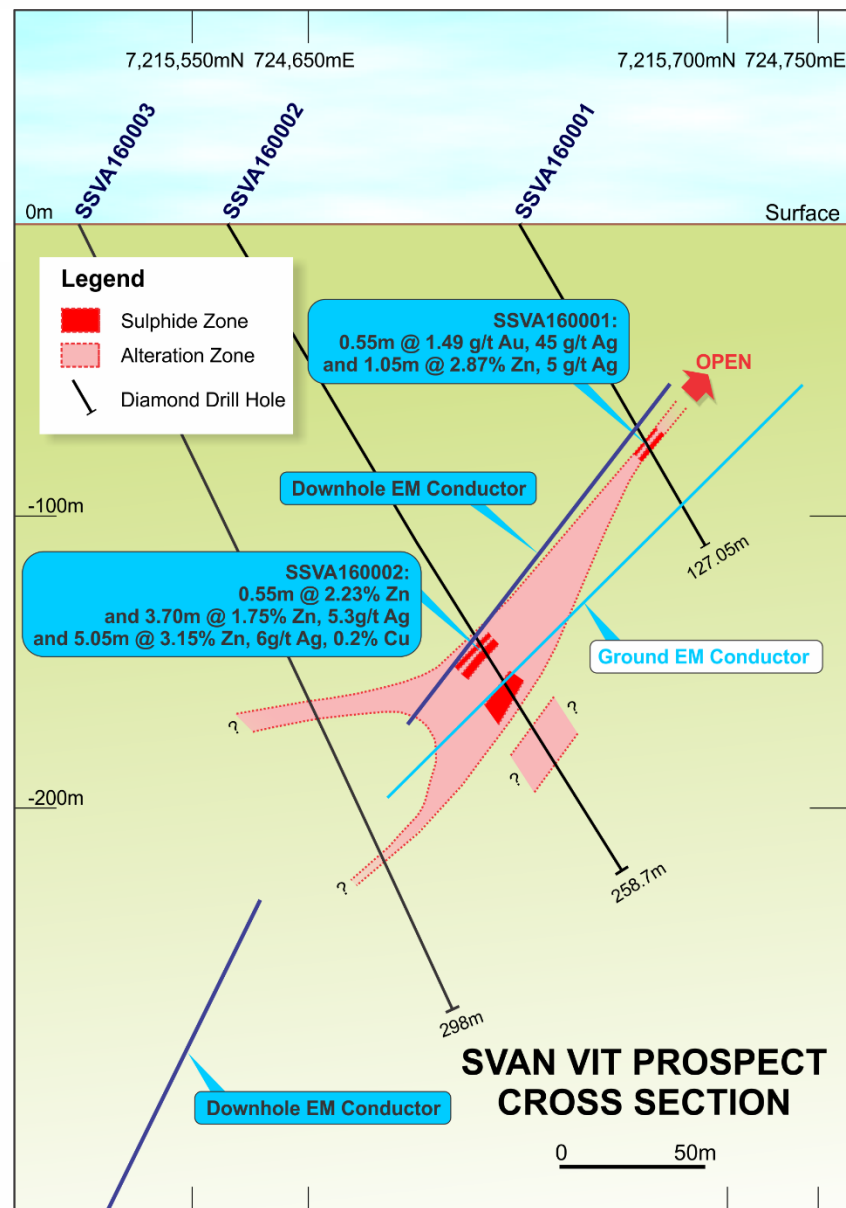 7,215,550mN 724,650mE 7,215,700mN 724,750mE
SSVA160003
SSVA160002
SSVA160001
0m
Surface
Legend
Sulphide Zone
Alteration Zone
Diamond Drill Hole
SSVA160001:
0.55m @ 1.49 g/t Au, 45 g/t Ag
and 1.05m @ 2.87% Zn, 5 g/t Ag
OPEN
Downhole EM Conductor
-100m
127.05m
SSVA160002:
0.55m @ 2.23% Zn
and 3.70m @ 1.75% Zn, 5.3g/t Ag
and 5.05m @ 3.15% Zn, 6g/t Ag, 0.2% Cu
Ground EM Conductor
?
?
?
-200m
?
258.7m
298m
Downhole EM Conductor
SVAN VIT PROSPECT
CROSS SECTION
0 50m